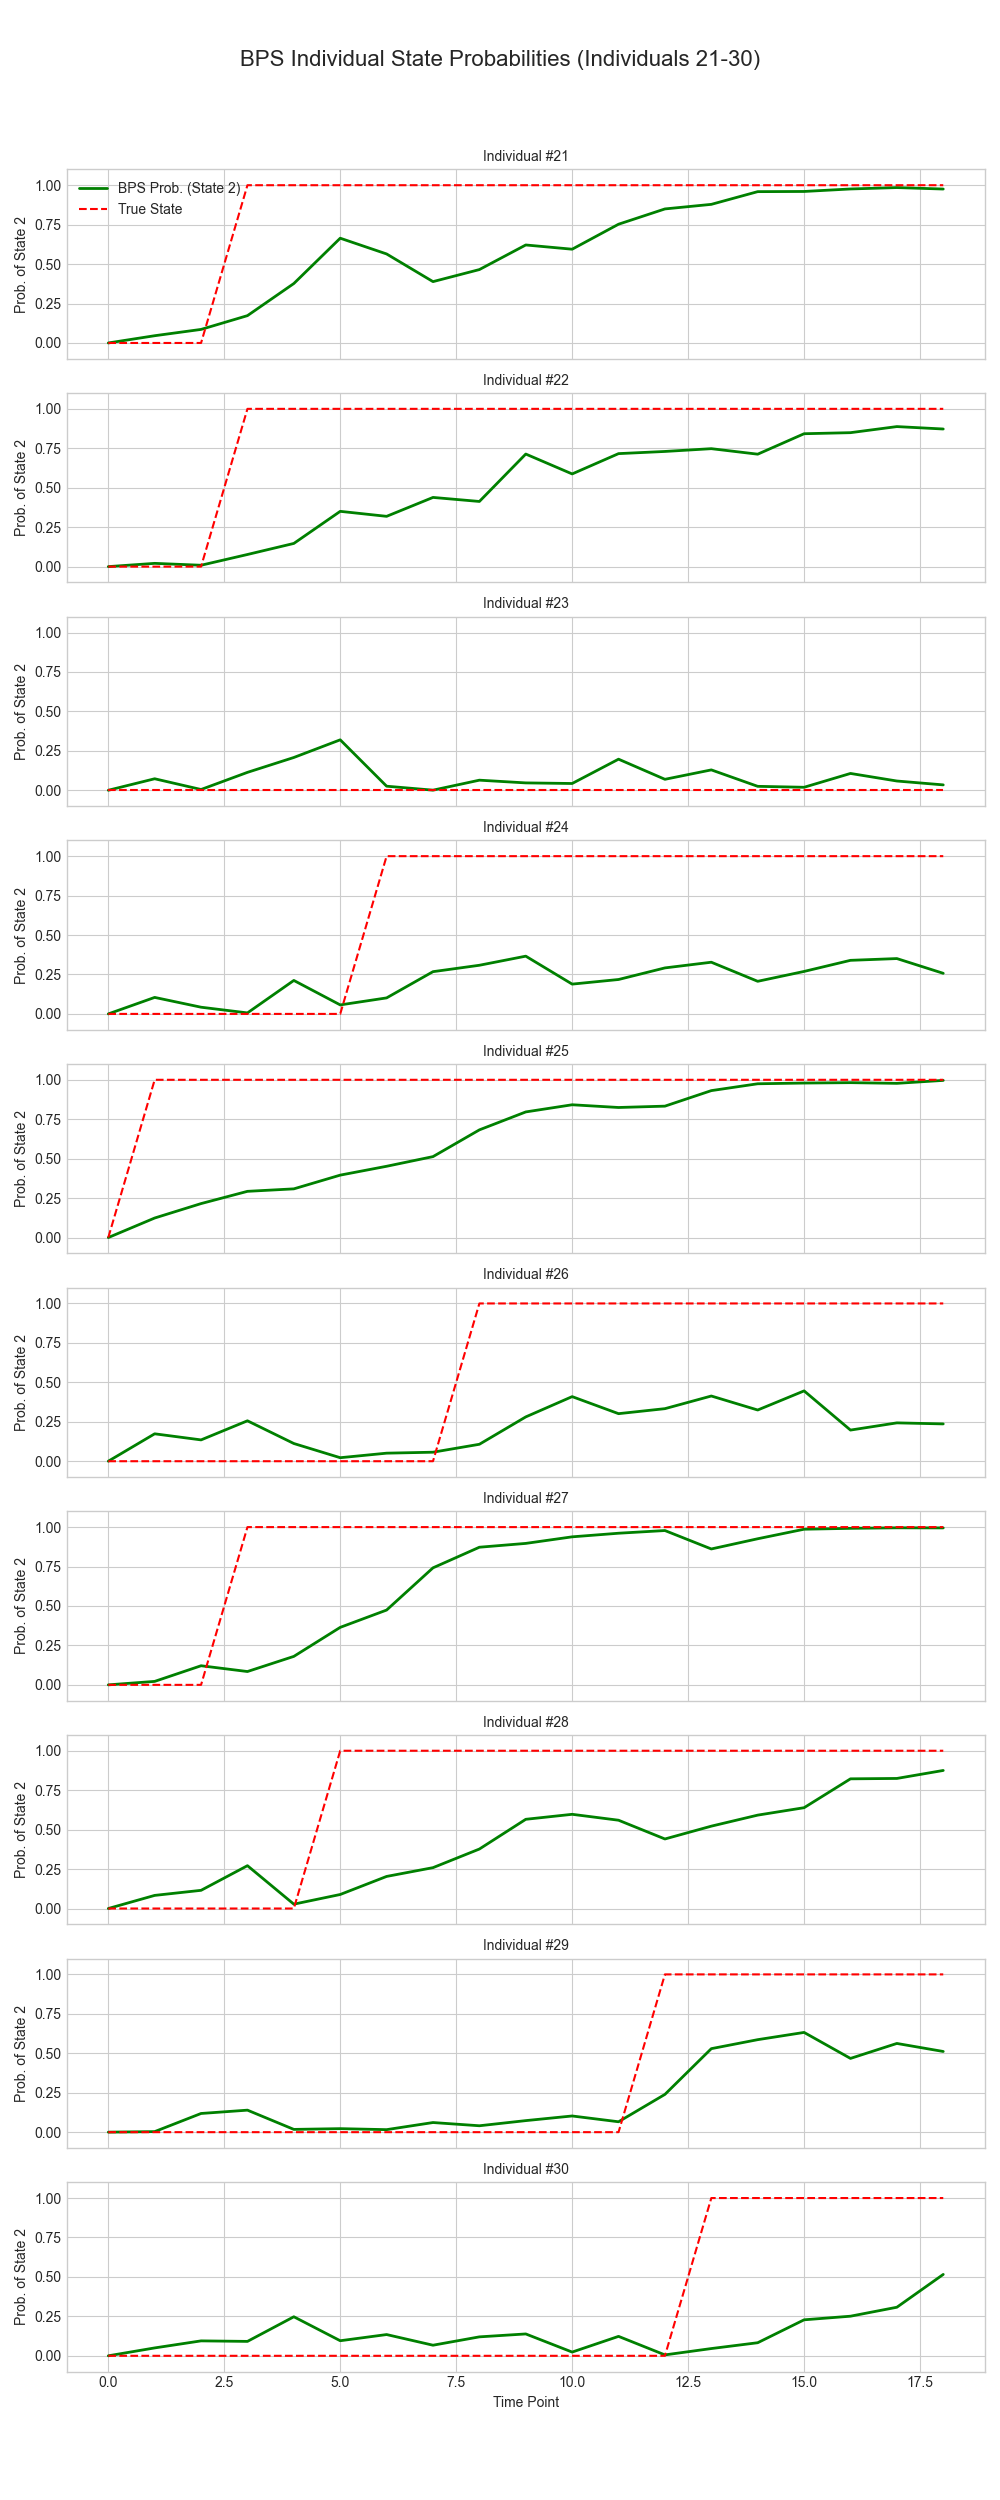 BPS Individual State Probabilities (Individuals 21-30)
Individual #21
BPS Prob. (State 2)
True State
Prob. of State 2
1.00
0.75
0.50
0.25
0.00
Individual #22
Prob. of State 2
1.00
0.75
0.50
0.25
0.00
Individual #23
Prob. of State 2
1.00
0.75
0.50
0.25
0.00
Individual #24
Prob. of State 2
1.00
0.75
0.50
0.25
0.00
Individual #25
Prob. of State 2
1.00
0.75
0.50
0.25
0.00
Individual #26
Prob. of State 2
1.00
0.75
0.50
0.25
0.00
Individual #27
Prob. of State 2
1.00
0.75
0.50
0.25
0.00
Individual #28
Prob. of State 2
1.00
0.75
0.50
0.25
0.00
Individual #29
Prob. of State 2
1.00
0.75
0.50
0.25
0.00
Individual #30
Prob. of State 2
1.00
0.75
0.50
0.25
0.00
0.0 2.5 5.0 7.5 10.0 12.5 15.0 17.5
Time Point